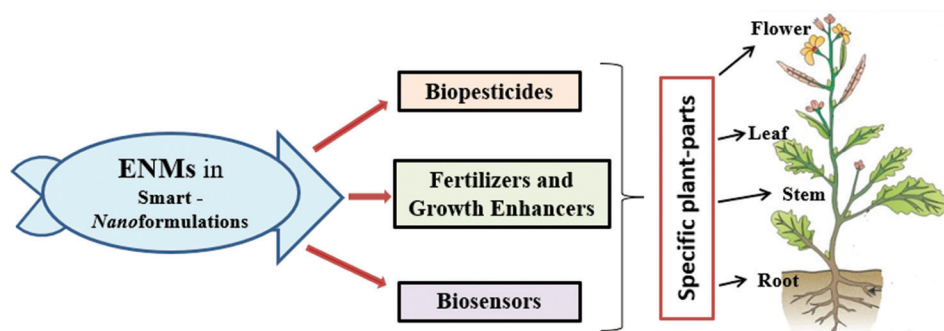 ENMs in
Smart -
Nanoformulations
Biopesticides
Fertilizers and
Growth Enhancers
Biosensors
Specific plant-parts
Flower
Leaf
Stem
Root